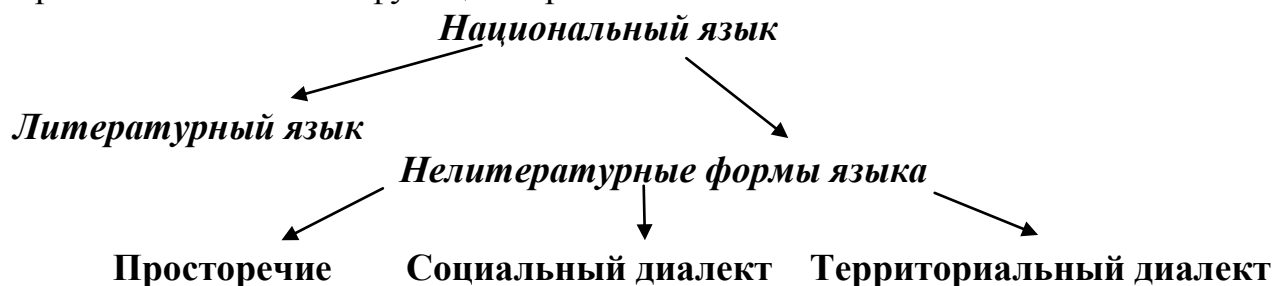 Национальный язык
Литературный язык
Нелитературные формы языка
Просторечие Социальный диалект Территориальный диалект